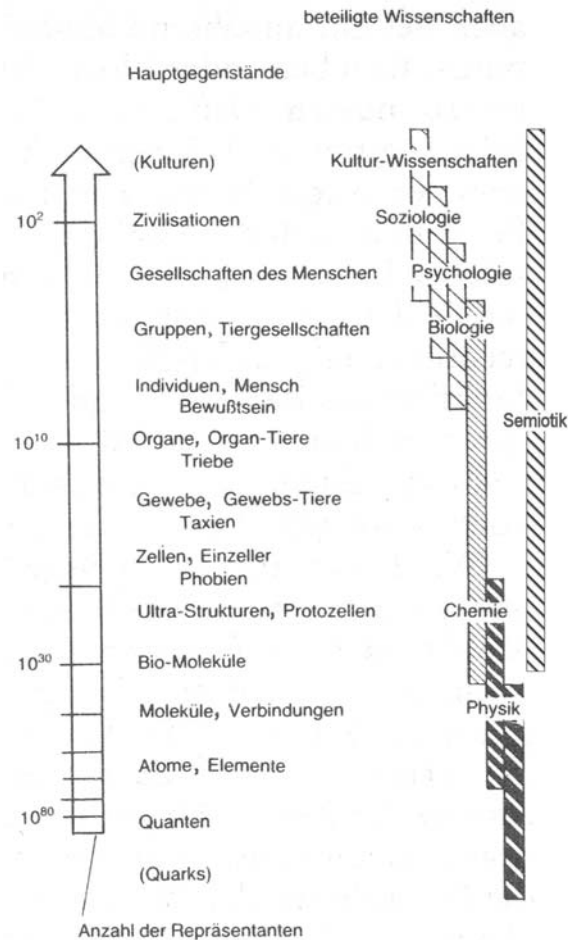 beteiligte Wissenschaften
Hauptgegenstände
(Kulturen)
Kultur-Wissenschaften
10²
Zivilisationen
Soziologie
Gesellschaften des Menschen
Psychologie
Gruppen, Tiergesellschaften
Biologie
Individuen, Mensch
Bewußtsein
Semiotik
10¹⁰
Organe, Organ-Tiere
Triebe
Gewebe, Gewebs-Tiere
Taxien
Zellen, Einzeller
Phobien
Ultra-Strukturen, Protozellen
Chemie
10³⁰
Bio-Moleküle
Moleküle, Verbindungen
Physik
Atome, Elemente
10⁸⁰
Quanten
(Quarks)
Anzahl der Repräsentanten